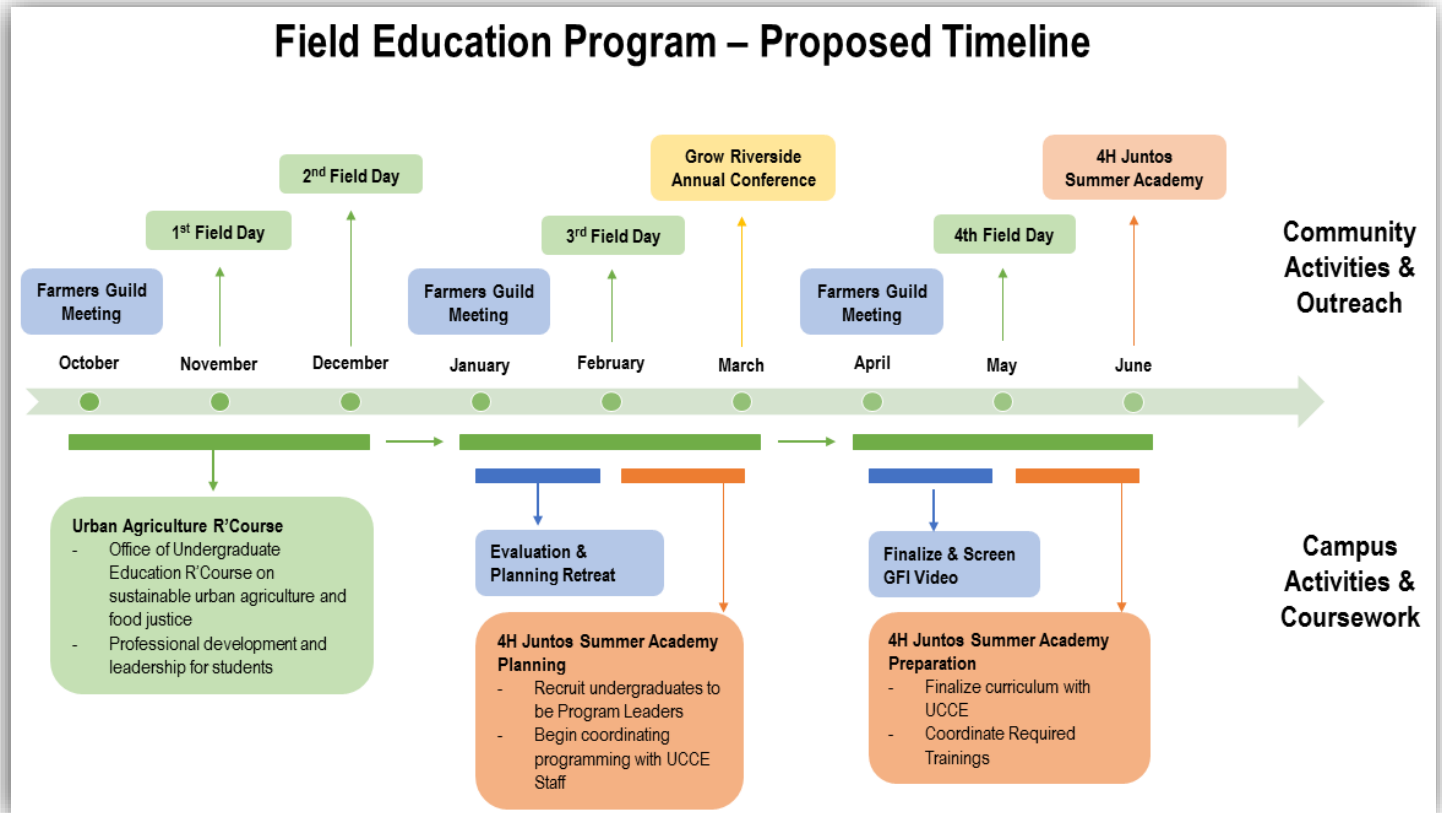 Field Education Program – Proposed Timeline
Grow Riverside
Annual Conference
4H Juntos
Summer Academy
2nd Field Day
1st Field Day
3rd Field Day
4th Field Day
Community
Activities &
Outreach
Farmers Guild
Meeting
Farmers Guild
Meeting
Farmers Guild
Meeting
October
November
December
January
February
March
April
May
June
Urban Agriculture R’Course
- Office of Undergraduate
Education R’Course on
sustainable urban agriculture and
food justice
- Professional development and
leadership for students
Evaluation &
Planning Retreat
Finalize & Screen
GFI Video
Campus
Activities &
Coursework
4H Juntos Summer Academy
Planning
- Recruit undergraduates to
be Program Leaders
- Begin coordinating
programming with UCCE
Staff
4H Juntos Summer Academy
Preparation
- Finalize curriculum with
UCCE
- Coordinate Required
Trainings